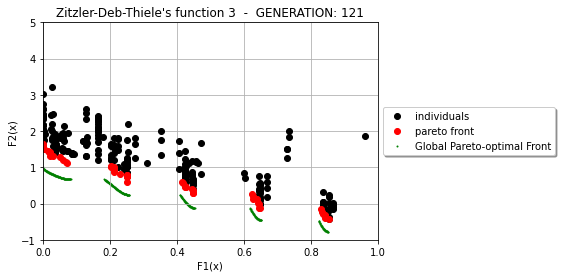 Zitzler-Deb-Thiele's function 3 - GENERATION: 121
5
4
3
2
1
0
−1
F2(x)
0.0 0.2 0.4 0.6 0.8 1.0
F1(x)
individuals
pareto front
Global Pareto-optimal Front